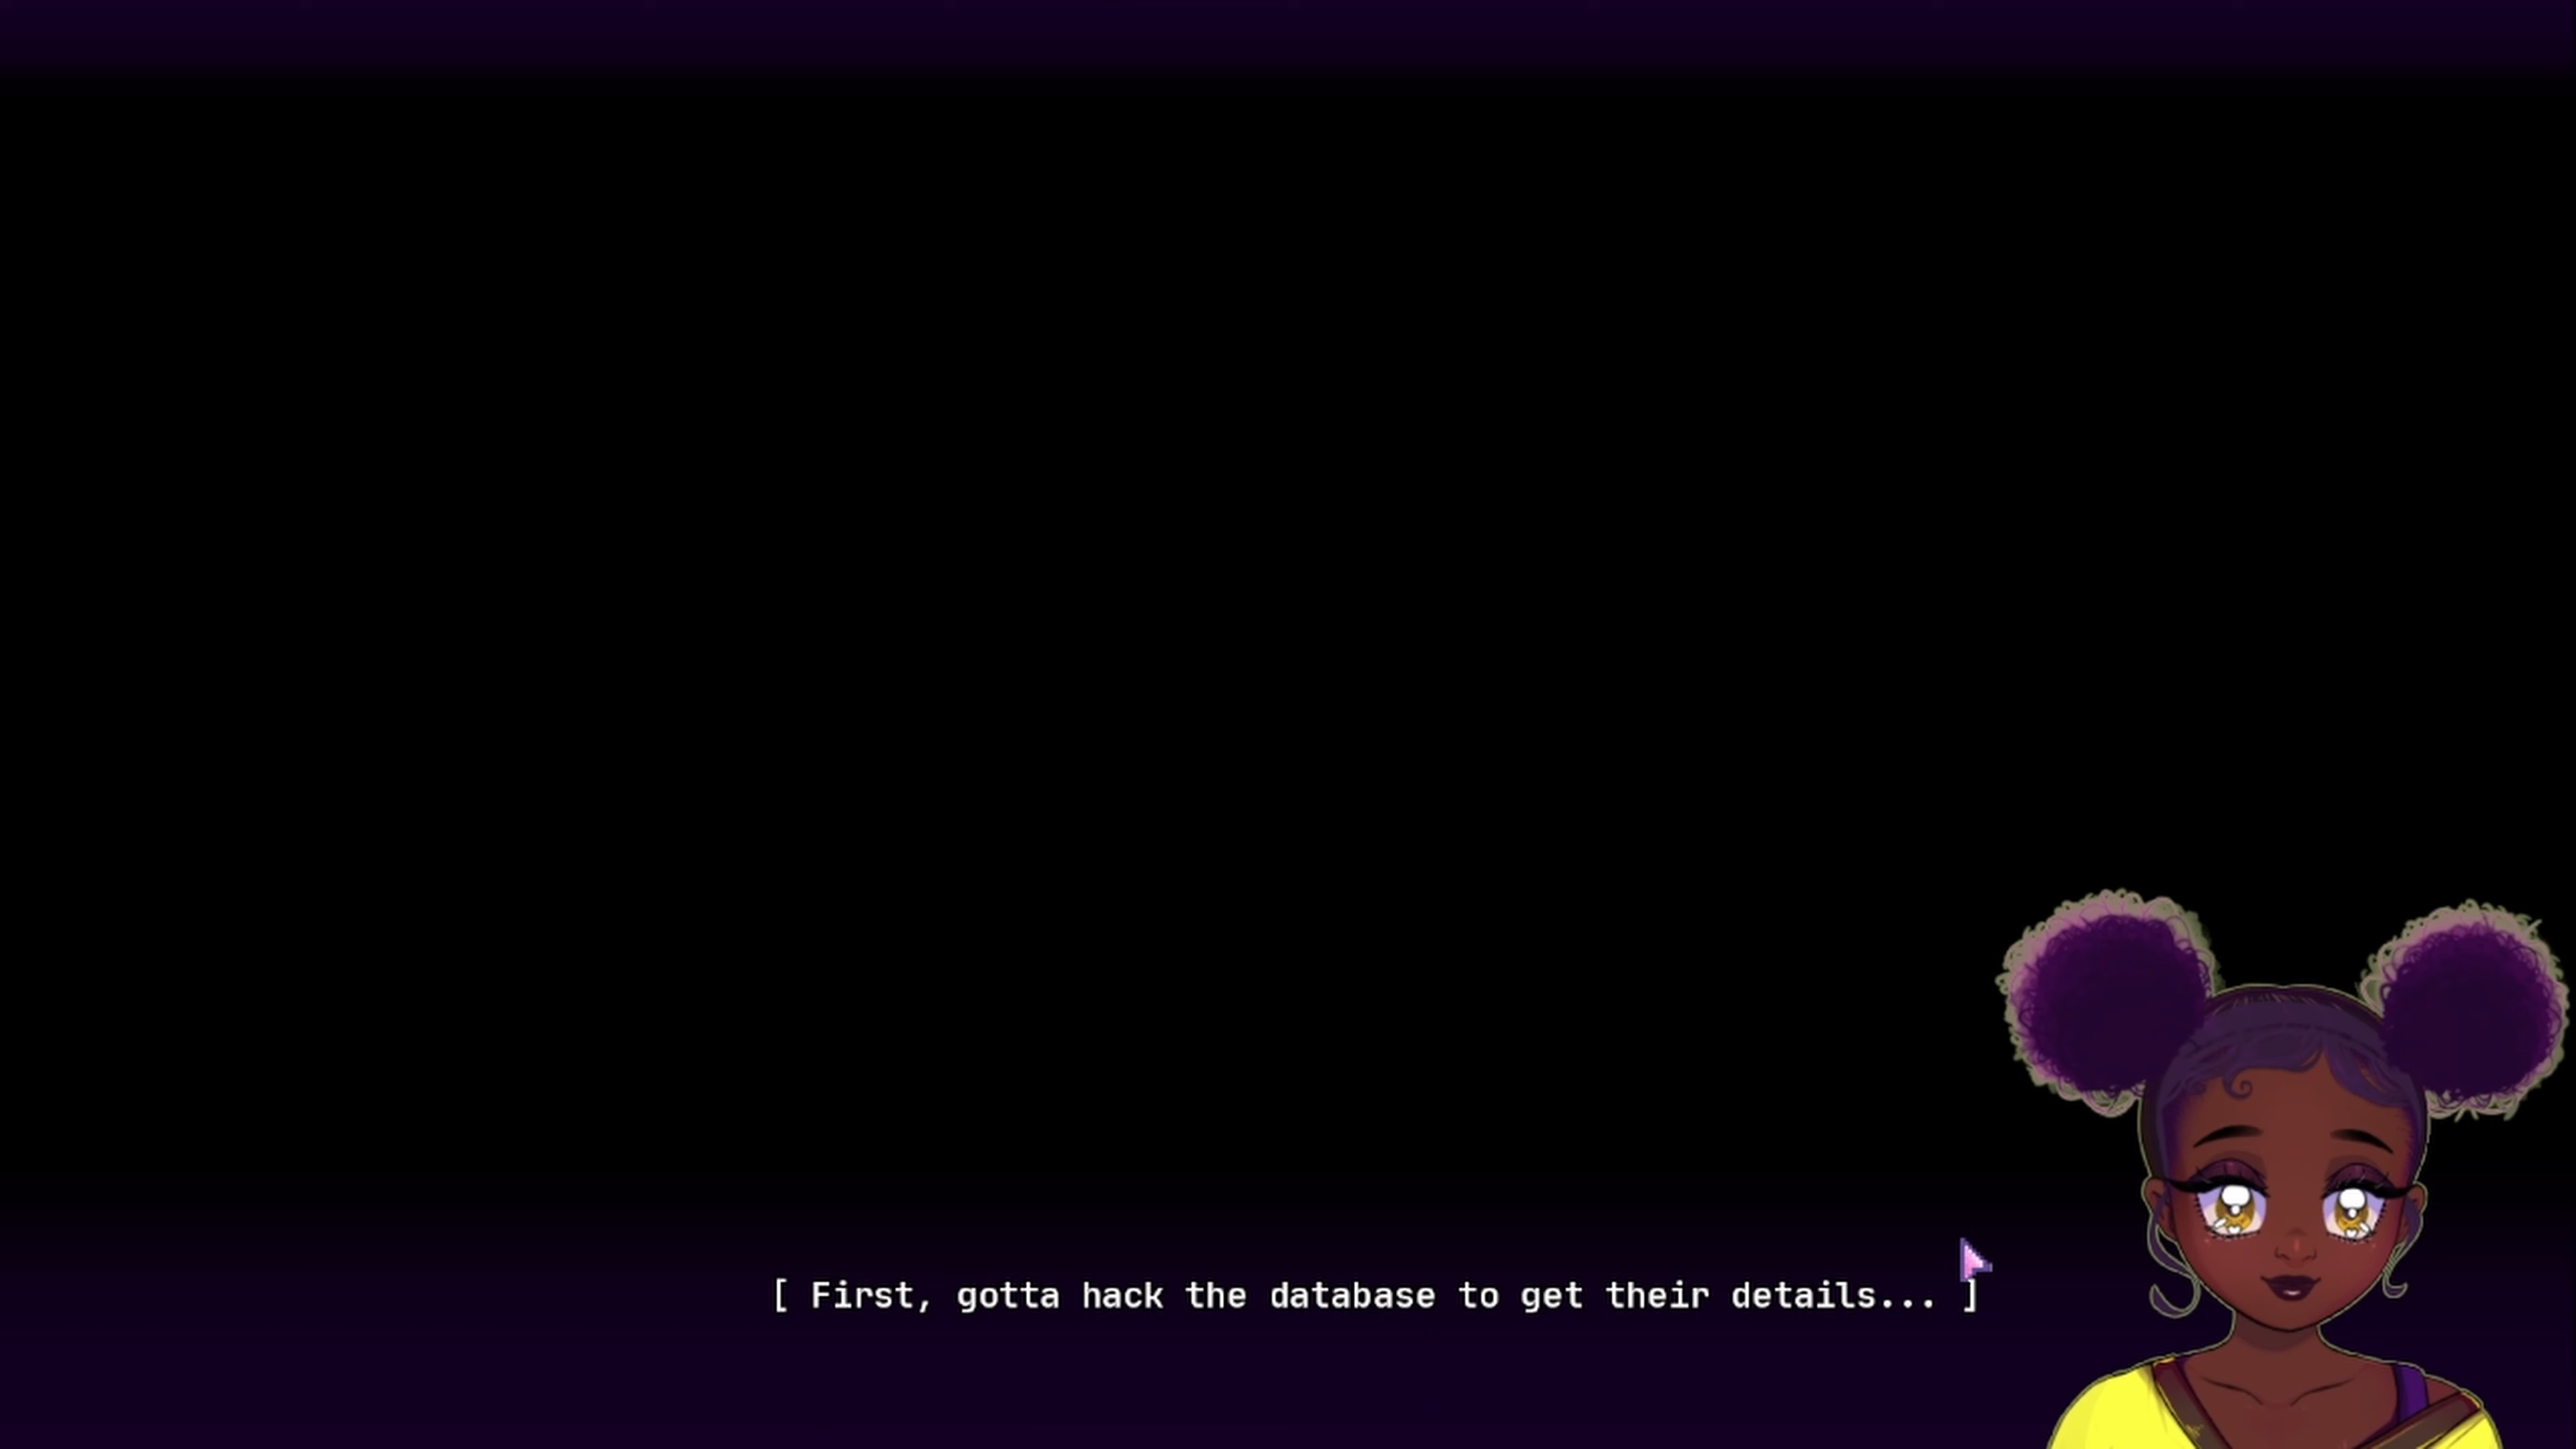 [ First, gotta hack the database to get their details... ]